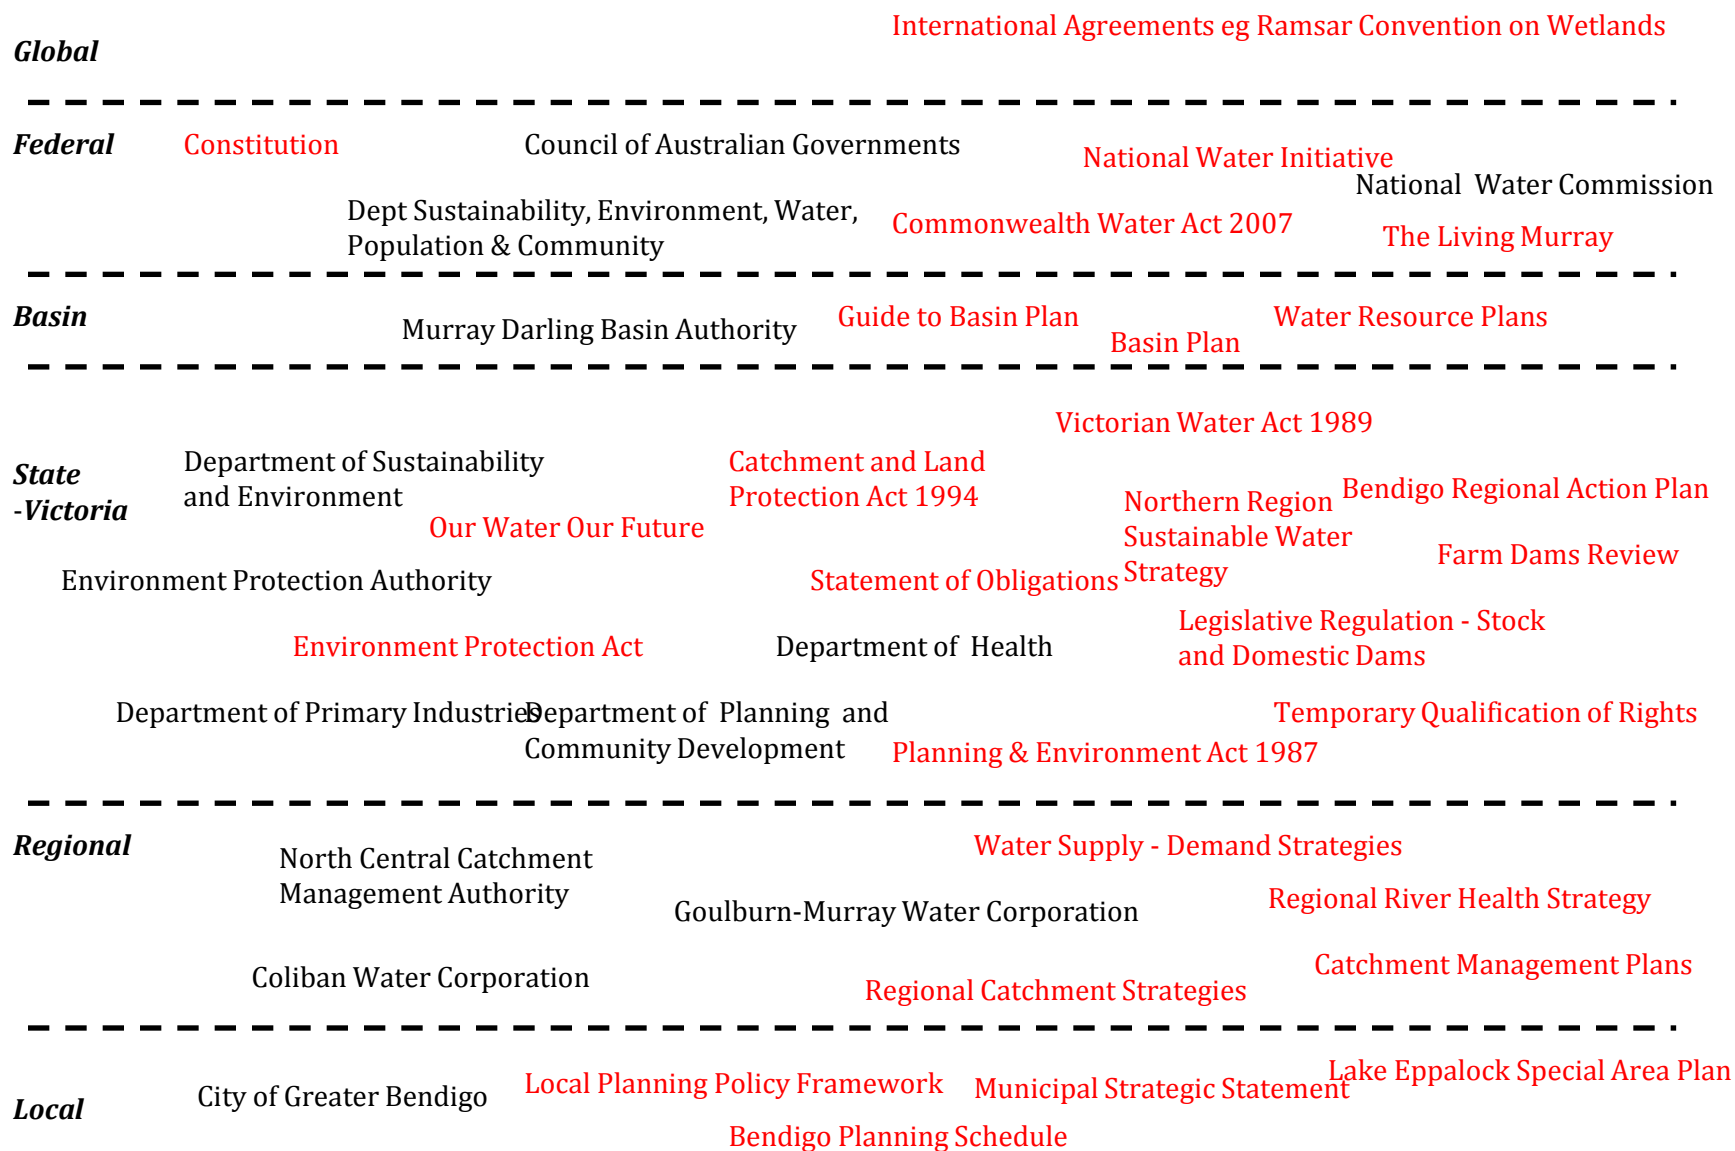 International Agreements eg Ramsar Convention on Wetlands
Global
Federal
Constitution
Council of Australian Governments
National Water Initiative
National Water Commission
Dept Sustainability, Environment, Water,
Population & Community
Commonwealth Water Act 2007
The Living Murray
Basin
Murray Darling Basin Authority
Guide to Basin Plan
Basin Plan
Water Resource Plans
Victorian Water Act 1989
State
-Victoria
Department of Sustainability
and Environment
Catchment and Land
Protection Act 1994
Northern Region
Sustainable Water
Strategy
Bendigo Regional Action Plan
Our Water Our Future
Farm Dams Review
Environment Protection Authority
Statement of Obligations
Legislative Regulation - Stock
and Domestic Dams
Environment Protection Act
Department of Health
Department of Primary Industries
Department of Planning and
Community Development
Temporary Qualification of Rights
Planning & Environment Act 1987
Regional
North Central Catchment
Management Authority
Water Supply - Demand Strategies
Goulburn-Murray Water Corporation
Regional River Health Strategy
Coliban Water Corporation
Regional Catchment Strategies
Catchment Management Plans
Local
City of Greater Bendigo
Local Planning Policy Framework
Municipal Strategic Statement
Lake Eppalock Special Area Plan
Bendigo Planning Schedule